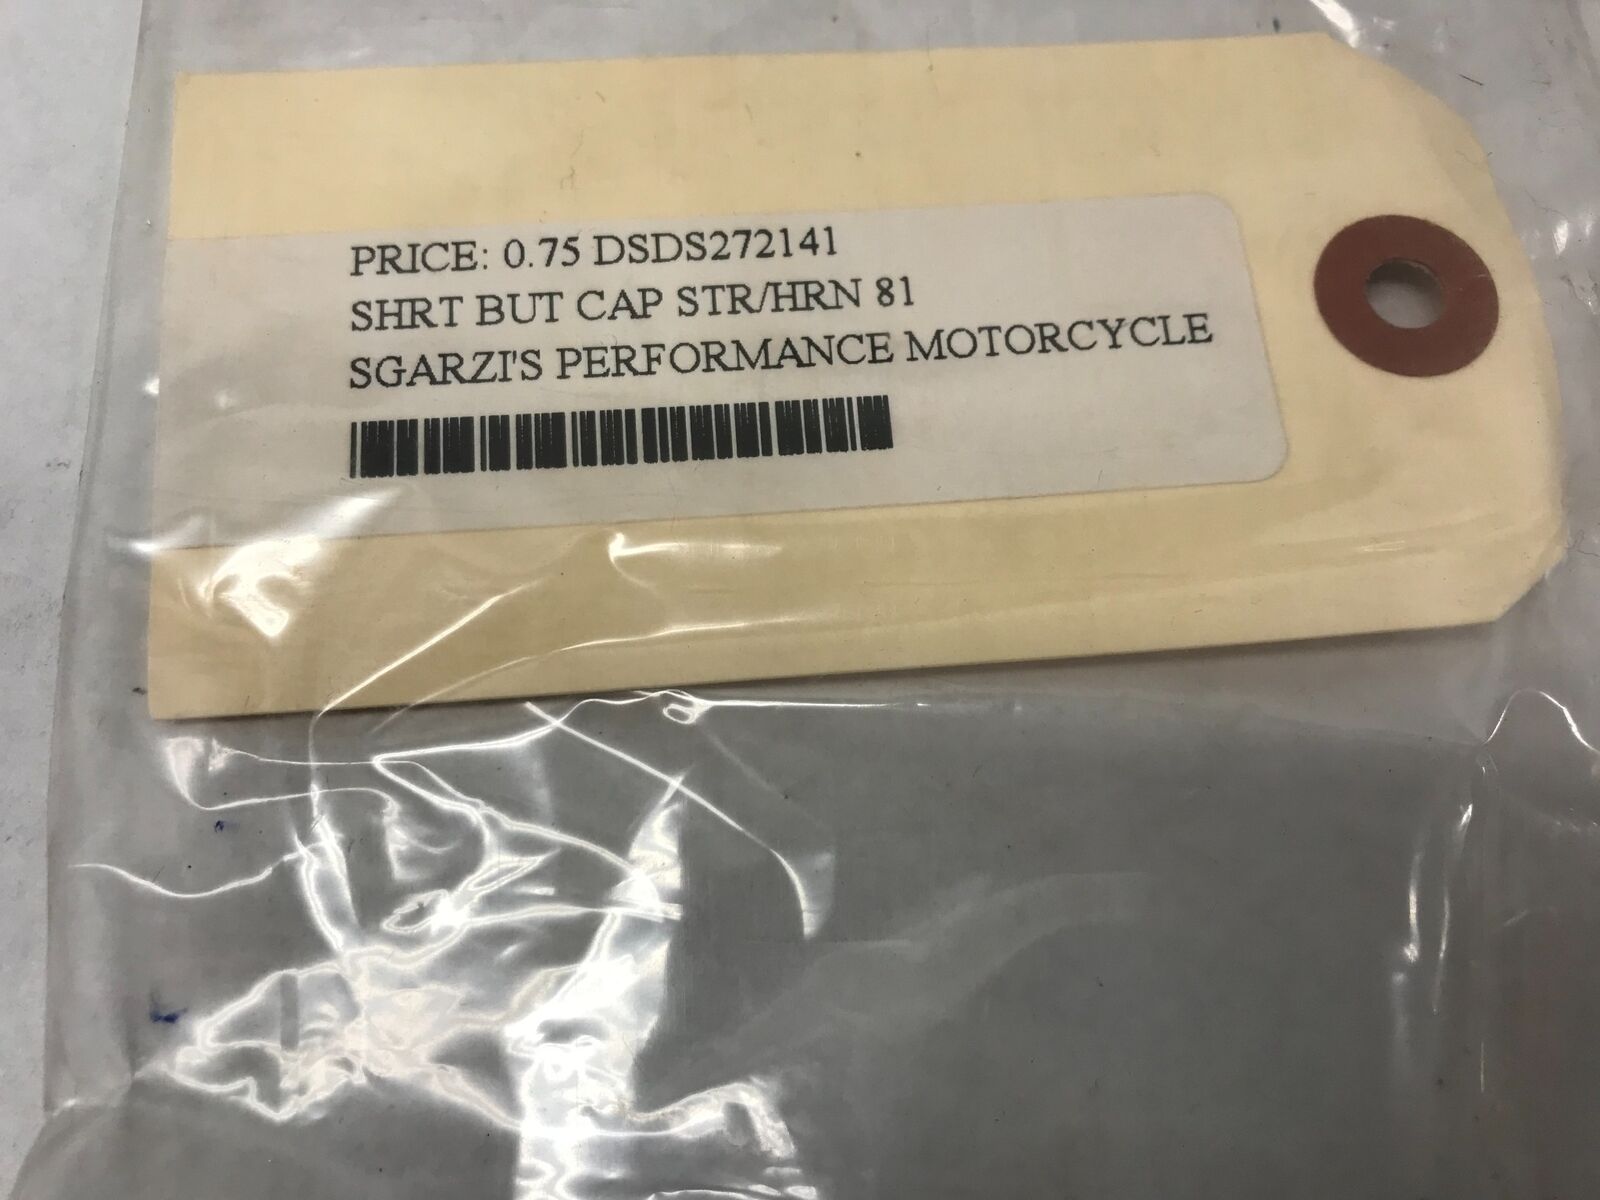 PRICE: 0.75 DSDS272141
SHRT BUT CAP STR/HRN 81
SGARZI'S PERFORMANCE MOTORCYCLE